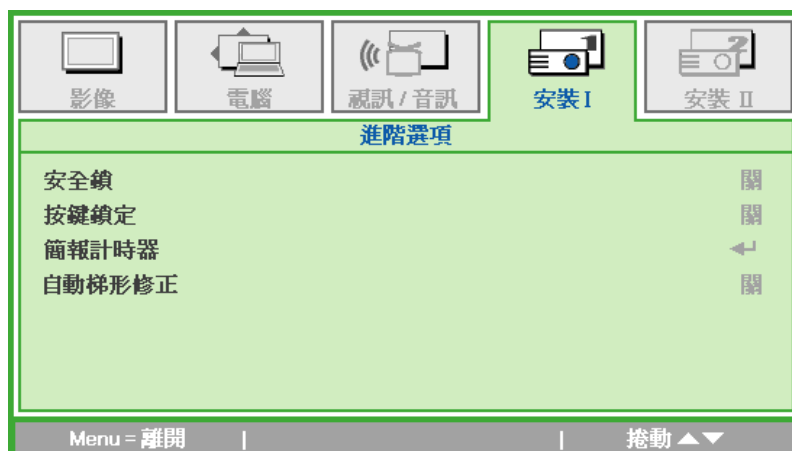 影像
電腦
視訊 / 音訊
安裝 I
安裝 II
進階選項
安全鎖 關
按鍵鎖定 關
簡報計時器
自動梯形修正 關
Menu = 離開 | | 捲動